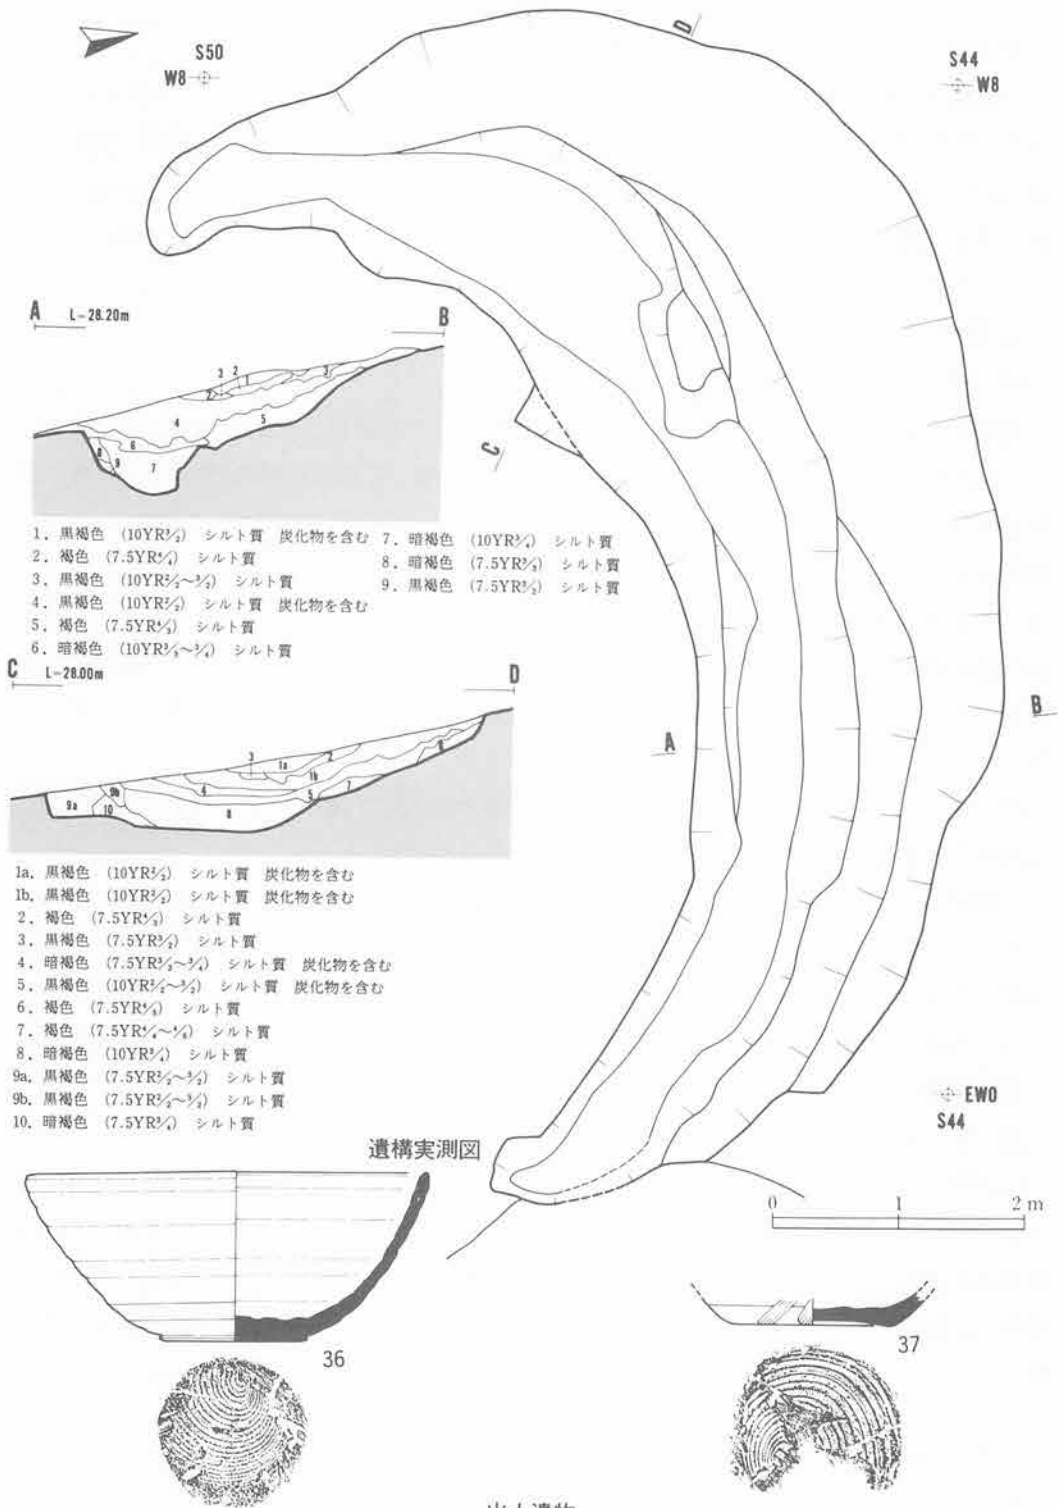 S50
W8
D
S44
W8
A L=28.20m B
3 2 1 3
2
4 5
6
8 9 7
C
1. 黒褐色 (10YR3/2) シルト質 炭化物を含む
2. 褐色 (7.5YR4/4) シルト質
3. 黒褐色 (10YR2/2~3/2) シルト質
4. 黒褐色 (10YR2/2) シルト質 炭化物を含む
5. 褐色 (7.5YR4/3) シルト質
6. 暗褐色 (10YR3/3~3/4) シルト質
7. 暗褐色 (10YR3/4) シルト質
8. 暗褐色 (7.5YR3/3) シルト質
9. 黒褐色 (7.5YR3/2) シルト質
C L=28.00m D
3 1a 2
1b 6
9b 4 5 7
9a 10 8
A
B
1a. 黒褐色 (10YR2/2) シルト質 炭化物を含む
1b. 黒褐色 (10YR2/2) シルト質 炭化物を含む
2. 褐色 (7.5YR4/3) シルト質
3. 黒褐色 (7.5YR3/2) シルト質
4. 暗褐色 (7.5YR3/3~3/4) シルト質 炭化物を含む
5. 黒褐色 (10YR2/2~3/2) シルト質 炭化物を含む
6. 褐色 (7.5YR4/3) シルト質
7. 褐色 (7.5YR4/4~4/6) シルト質
8. 暗褐色 (10YR3/4) シルト質
9a. 黒褐色 (7.5YR2/2~3/2) シルト質
9b. 黒褐色 (7.5YR2/2~3/2) シルト質
10. 暗褐色 (7.5YR3/4) シルト質
EW0
S44
遺構実測図
0 1 2 m
36
37